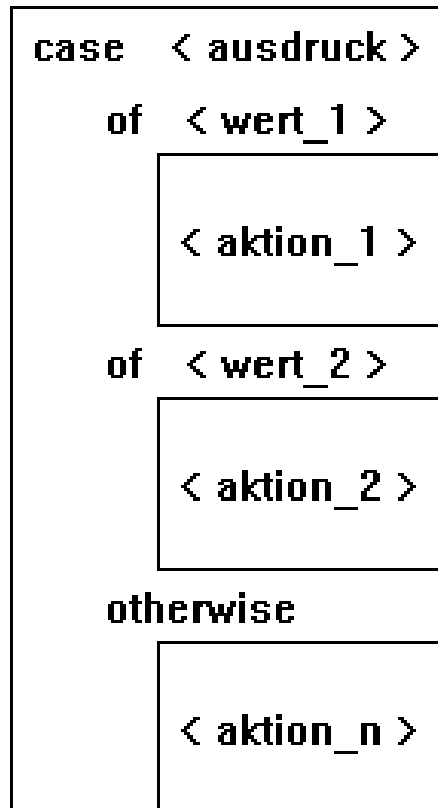 case < ausdruck >
of < wert_1 >
< aktion_1 >
of < wert_2 >
< aktion_2 >
otherwise
< aktion_n >